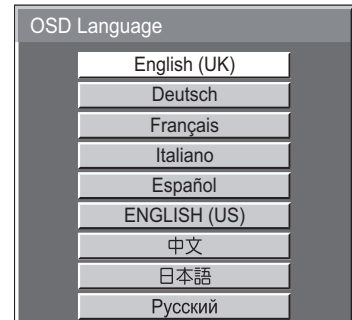 OSD Language
English (UK)
Deutsch
Français
Italiano
Español
ENGLISH (US)
中文
日本語
Русский